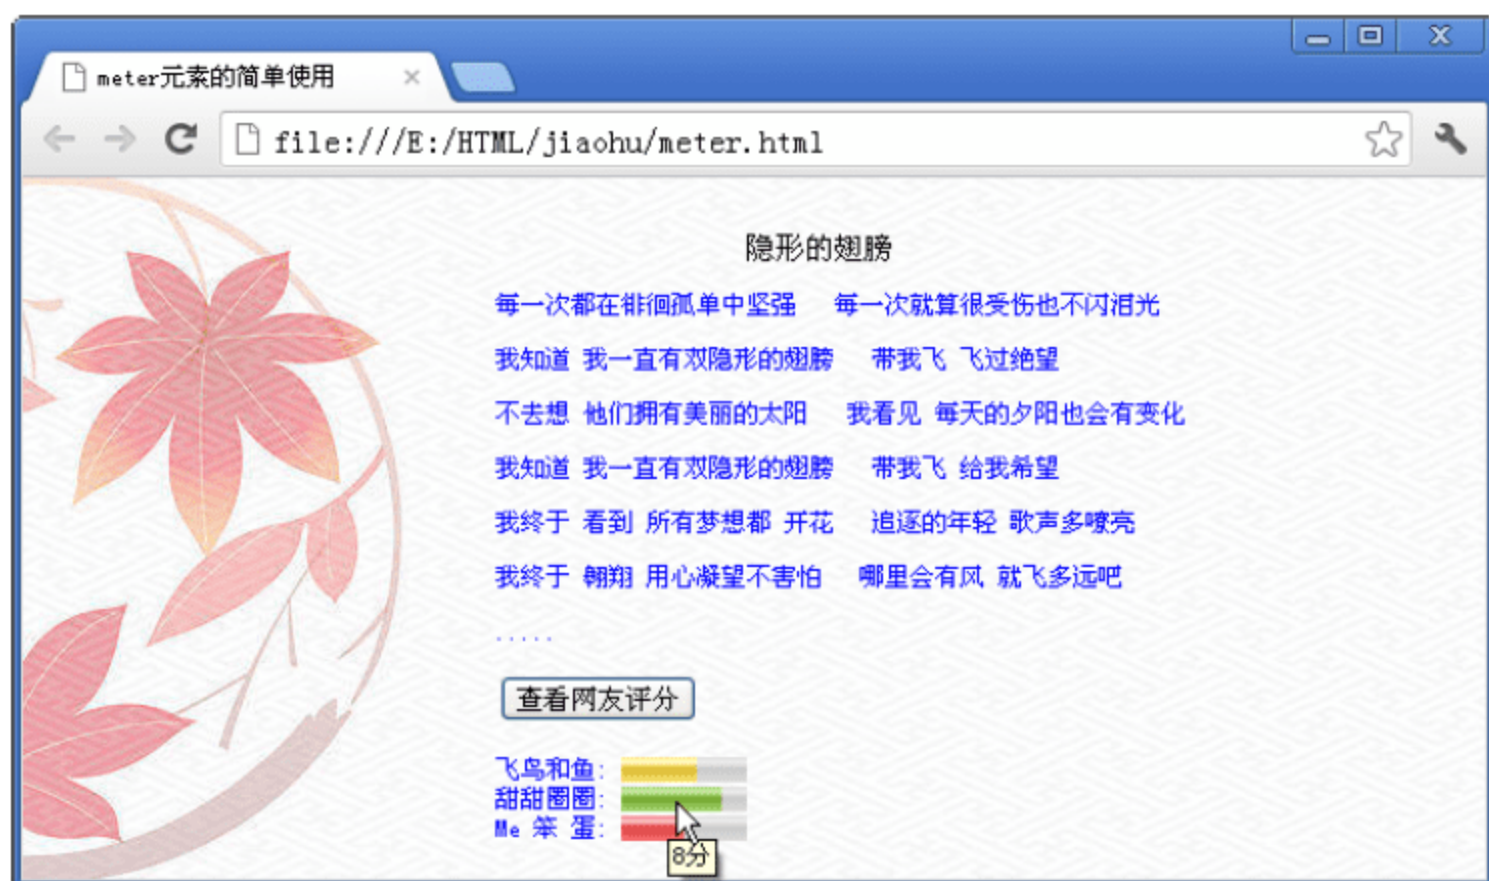 meter元素的简单使用
file:///E:/HTML/jiaohu/meter.html
隐形的翅膀
每一次都在徘徊孤单中坚强 每一次就算很受伤也不闪泪光
我知道 我一直有双隐形的翅膀 带我飞 飞过绝望
不去想 他们拥有美丽的太阳 我看见 每天的夕阳也会有变化
我知道 我一直有双隐形的翅膀 带我飞 给我希望
我终于 看到 所有梦想都 开花 追逐的年轻 歌声多嘹亮
我终于 翱翔 用心凝望不害怕 哪里会有风 就飞多远吧
.....
查看网友评分
飞鸟和鱼:
甜甜圈圈:
Me 笨 蛋:
8分